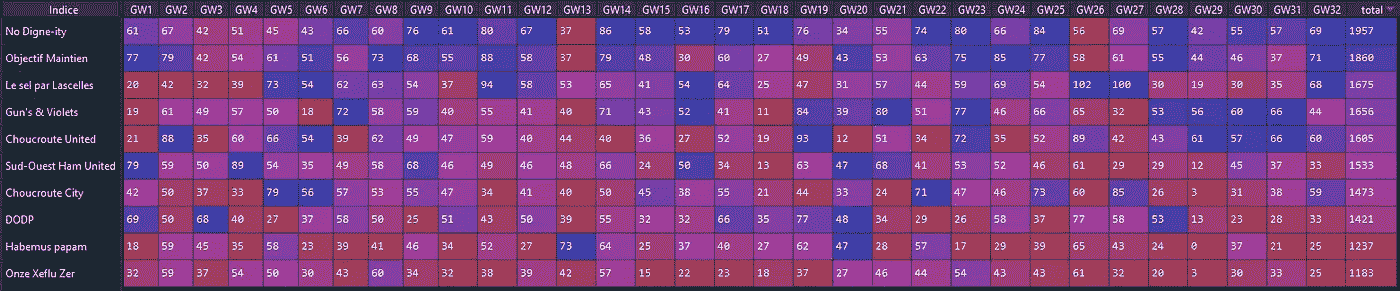 Indice GW1 GW2 GW3 GW4 GW5 GW6 GW7 GW8 GW9 GW10 GW11 GW12 GW13 GW14 GW15 GW16 GW17 GW18 GW19 GW20 GW21 GW22 GW23 GW24 GW25 GW26 GW27 GW28 GW29 GW30 GW31 GW32 total
No Digne-ity 61 67 42 51 45 43 66 60 76 61 80 67 37 86 58 53 79 51 76 34 55 74 80 66 84 56 69 57 42 55 57 69 1957
Objectif Maintien 77 79 42 54 61 51 56 73 68 55 88 58 37 79 48 30 60 27 49 43 53 63 75 85 77 58 61 55 44 46 37 71 1860
Le sel par Lascelles 20 42 32 39 73 54 62 63 54 37 94 58 53 65 41 54 64 25 47 31 57 44 59 69 54 102 100 30 19 30 35 68 1675
Gun's & Violets 19 61 49 57 50 18 72 58 59 40 55 41 40 71 43 52 41 11 84 39 80 51 77 46 66 65 32 53 56 60 66 44 1656
Choucroute United 21 88 35 60 66 54 39 62 49 47 59 40 44 40 36 27 52 19 93 12 51 34 72 35 52 89 42 43 61 57 66 60 1605
Sud-Ouest Ham United 79 59 50 89 54 35 49 58 68 46 49 46 48 66 24 50 34 13 63 47 68 41 53 52 46 61 29 29 12 45 37 33 1533
Choucroute City 42 50 37 33 79 56 57 53 55 47 34 41 40 50 45 38 55 21 44 33 24 71 47 46 73 60 85 26 3 31 38 59 1473
DODP 69 50 68 40 27 37 58 50 25 51 43 50 39 55 32 32 66 35 77 48 34 29 26 58 37 77 58 53 13 23 28 33 1421
Habemus papam 18 59 45 35 58 23 39 41 46 34 52 27 73 64 25 37 40 27 62 47 28 57 17 29 39 65 43 24 0 37 21 25 1237
Onze Xeflu Zer 32 59 37 54 50 30 43 60 34 32 38 39 42 57 15 22 23 18 37 27 46 44 54 43 43 61 32 20 3 30 33 25 1183